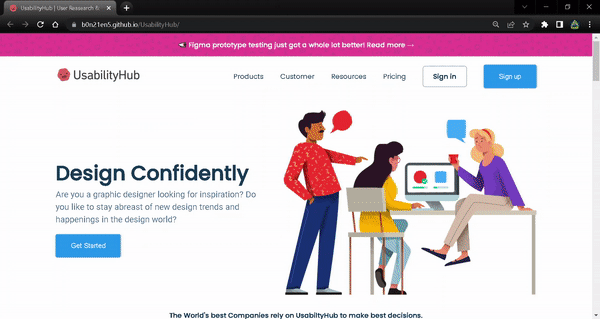 UsabilityHub | User Research &
b0n21en5.github.io/UsabilityHub/
Figma prototype testing just got a whole lot better! Read more →
UsabilityHub
Products
Customer
Resources
Pricing
Sign in
Sign up
Design Confidently
Are you a graphic designer looking for inspiration? Do
you like to stay abreast of new design trends and
happenings in the design world?
Get Started
The World's best Companies rely on UsabiltyHub to make best decisions.